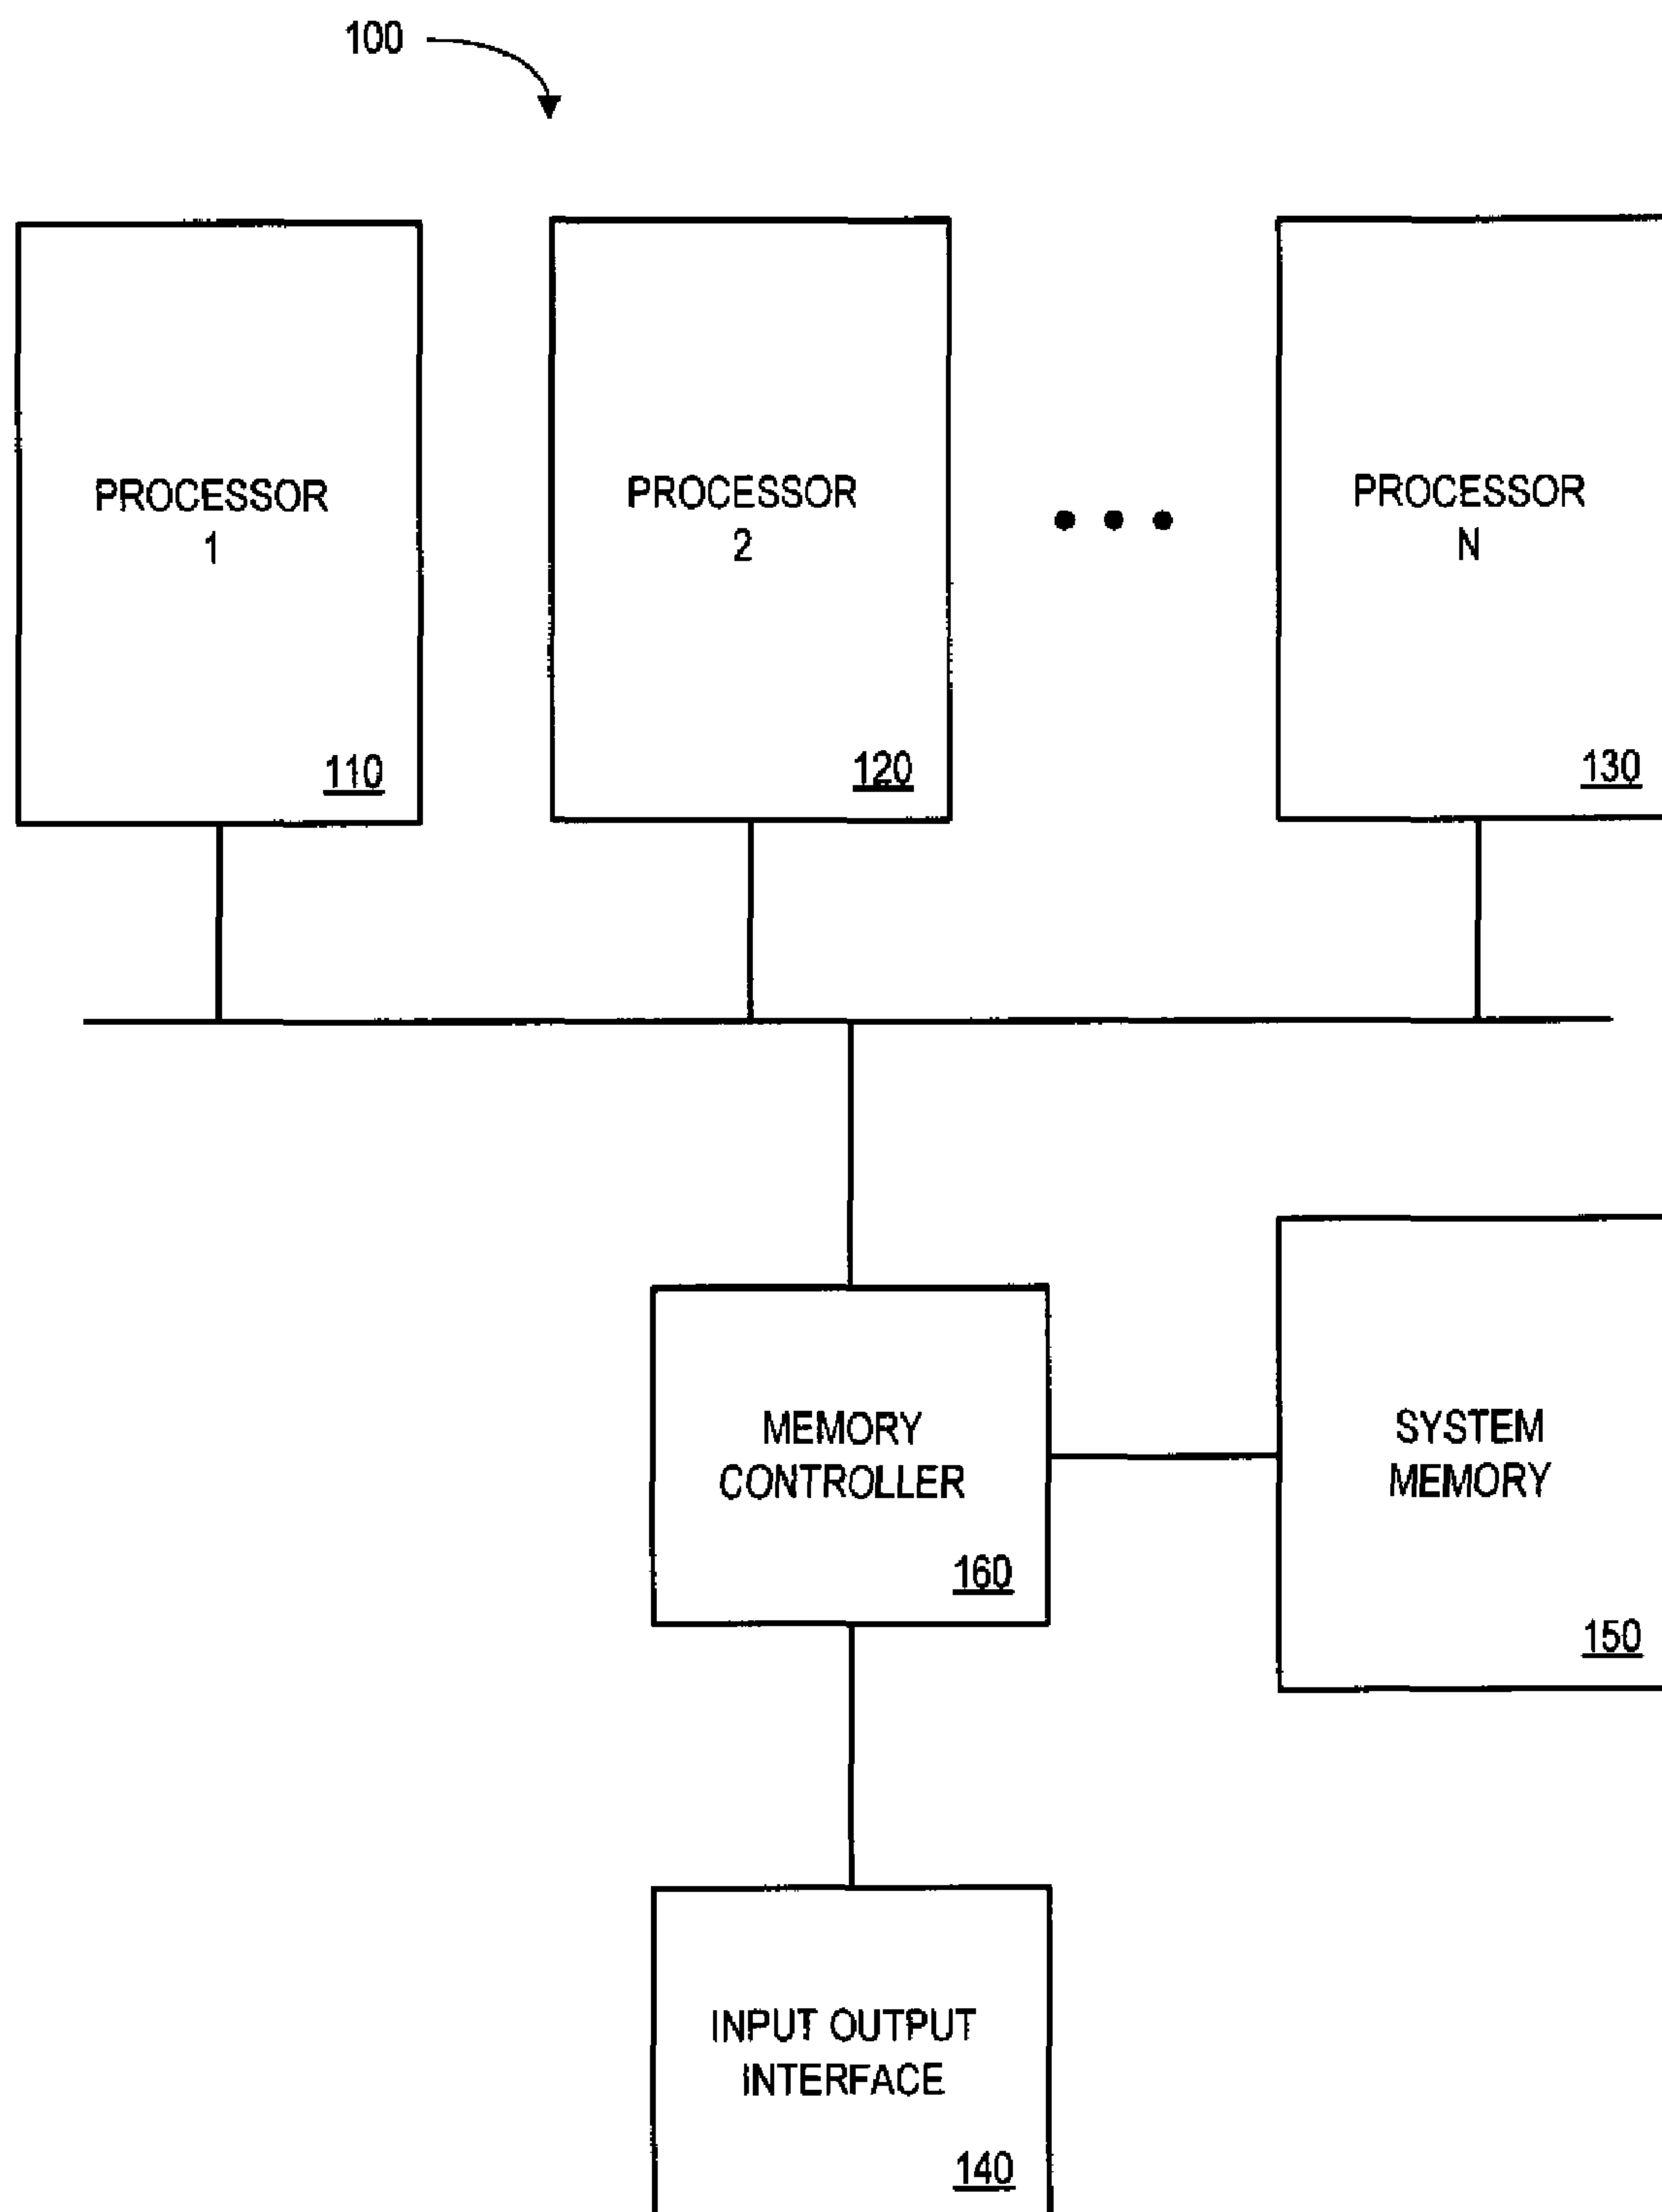 100
PROCESSOR
1
110
PROCESSOR
2
120
PROCESSOR
N
130
MEMORY
CONTROLLER
160
SYSTEM
MEMORY
150
INPUT OUTPUT
INTERFACE
140